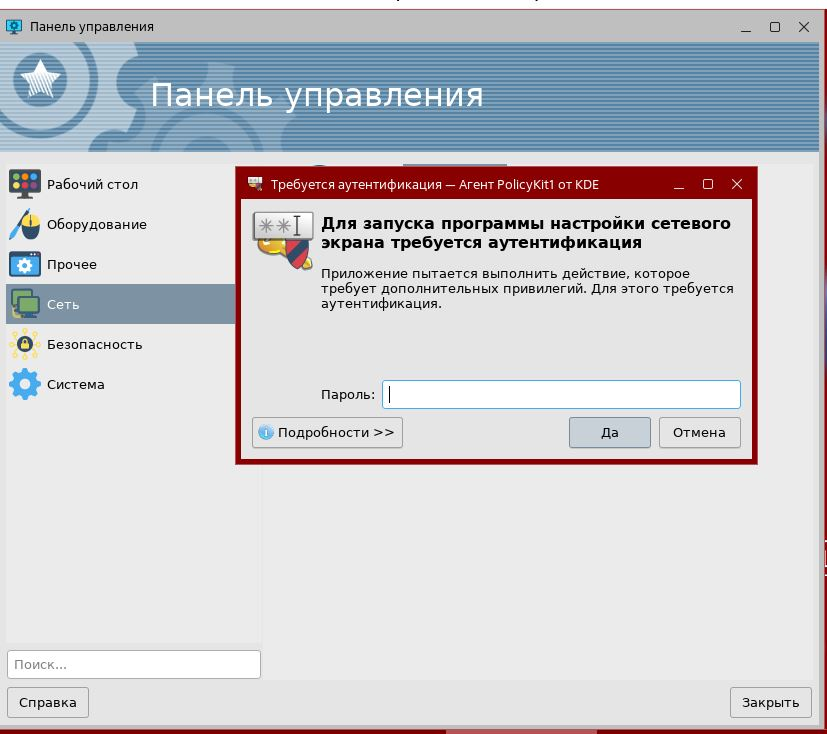 Панель управления
Панель управления
Рабочий стол
Оборудование
Прочее
Сеть
Безопасность
Система
Требуется аутентификация — Агент PolicyKit1 от KDE
Для запуска программы настройки сетевого
экрана требуется аутентификация
Приложение пытается выполнить действие, которое
требует дополнительных привилегий. Для этого требуется
аутентификация.
Пароль:
Подробности >>
Да
Отмена
Поиск...
Справка
Закрыть